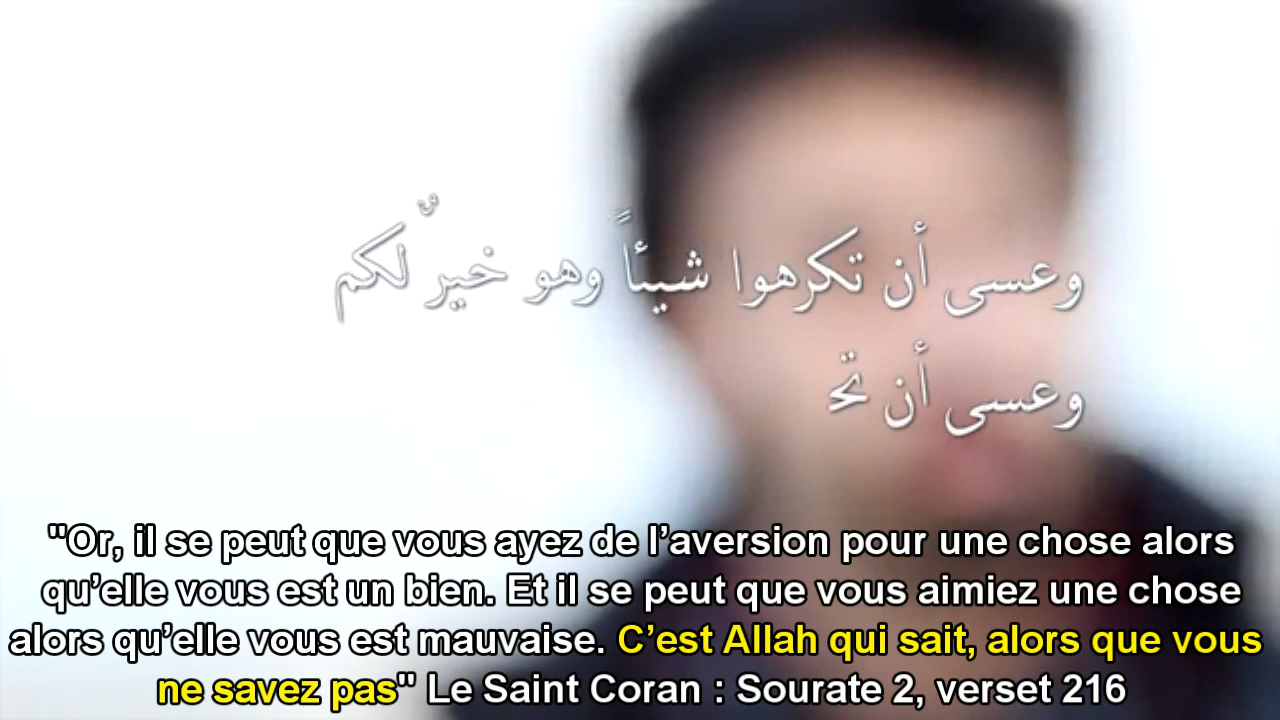 وعسى أن تكرهوا شيئاً وهو خيرٌ لكم
وعسى أن تح
"Or, il se peut que vous ayez de l’aversion pour une chose alors
qu’elle vous est un bien. Et il se peut que vous aimiez une chose
alors qu’elle vous est mauvaise. C’est Allah qui sait, alors que vous
ne savez pas" Le Saint Coran : Sourate 2, verset 216